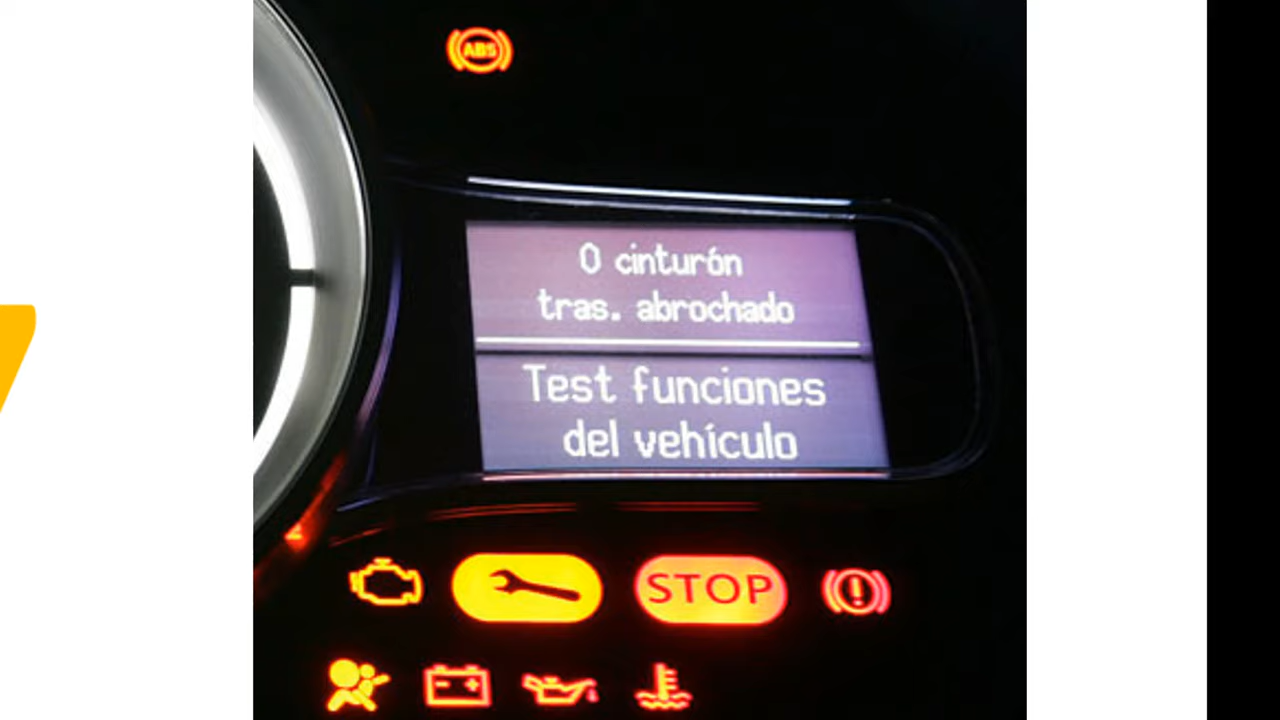 ABS
0 cinturón
tras. abrochado
Test funciones
del vehículo
STOP